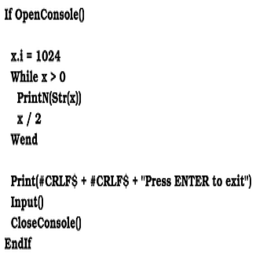 If OpenConsole()
x.i = 1024
While x > 0
PrintN(Str(x))
x / 2
Wend
Print(#CRLF$ + #CRLF$ + "Press ENTER to exit")
Input()
CloseConsole()
EndIf